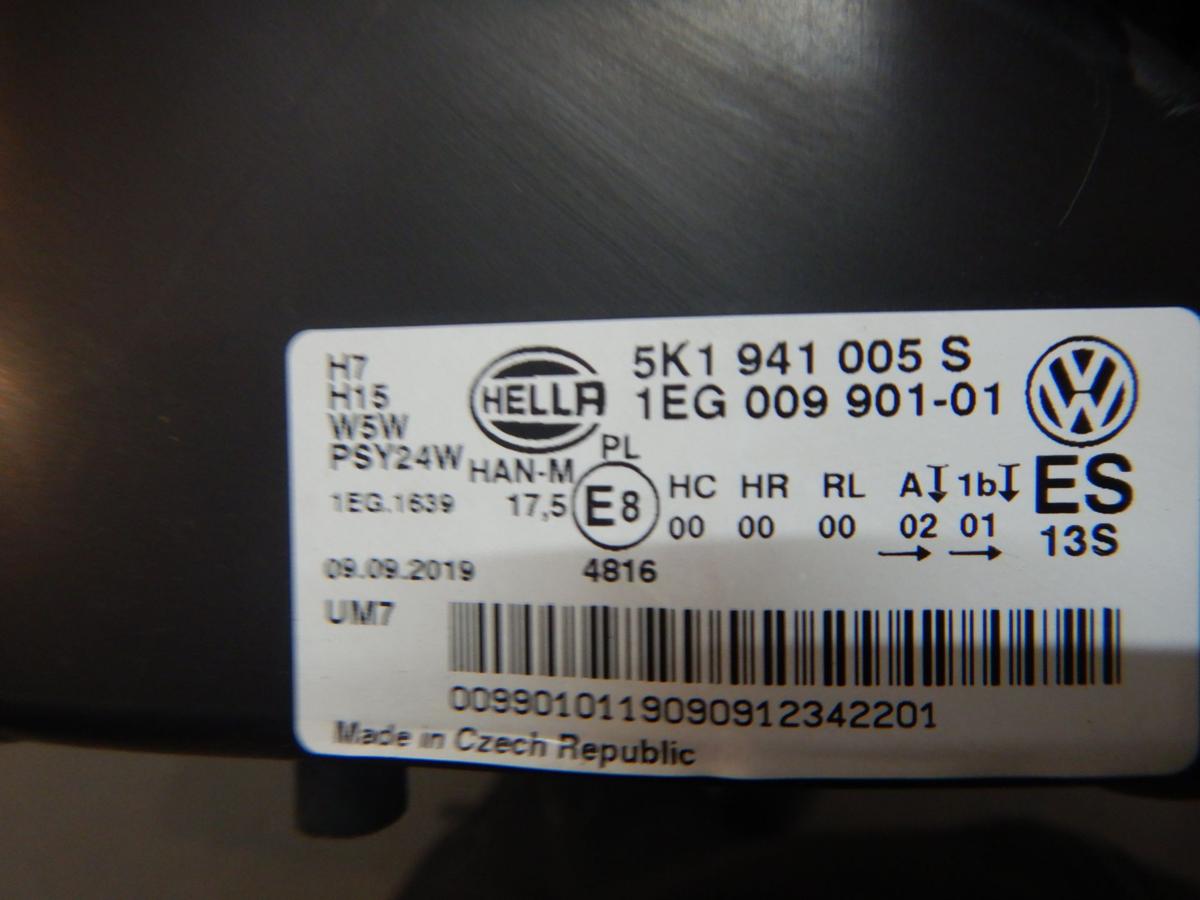 H7
H15
W5W
PSY24W
1EG.1639
HELLA
5K1 941 005 S
1EG 009 901-01
VW
HAN-M
17,5
PL
E8
HC HR RL A 1b
00 00 00 02 01
ES
13S
09.09.2019
4816
UM7
0099010119090912342201
Made in Czech Republic